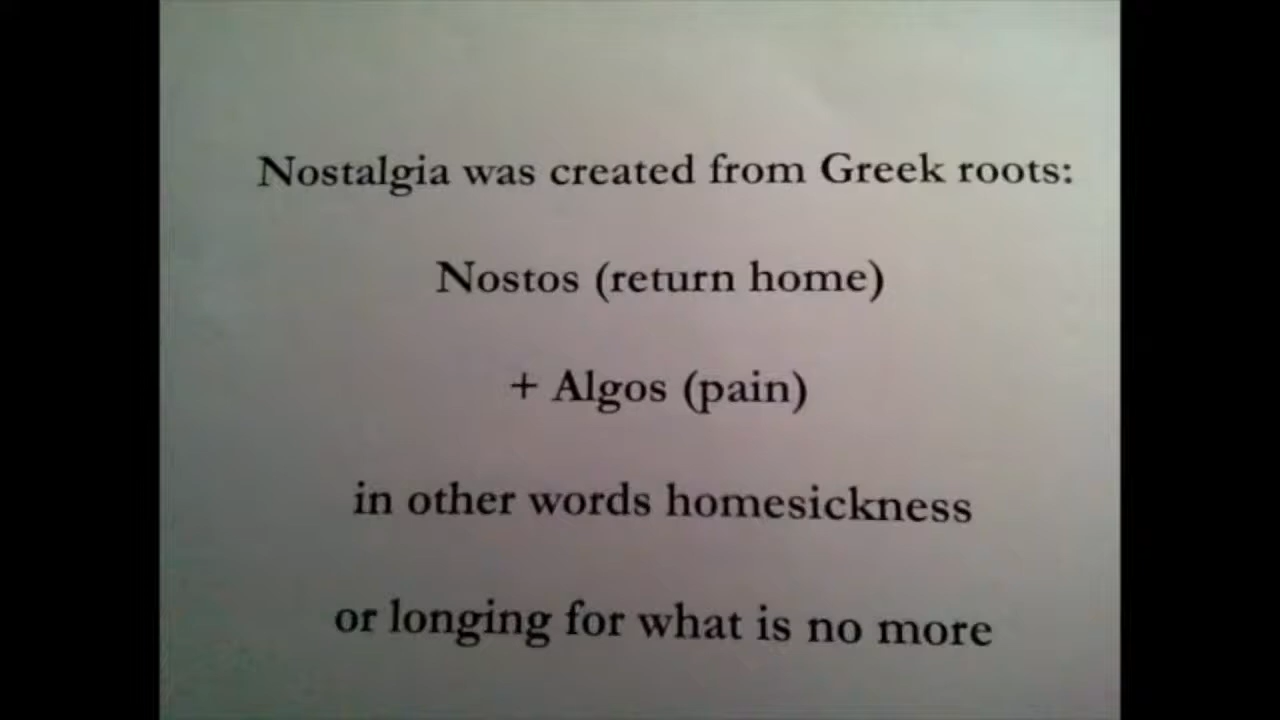 Nostalgia was created from Greek roots:
Nostos (return home)
+ Algos (pain)
in other words homesickness
or longing for what is no more